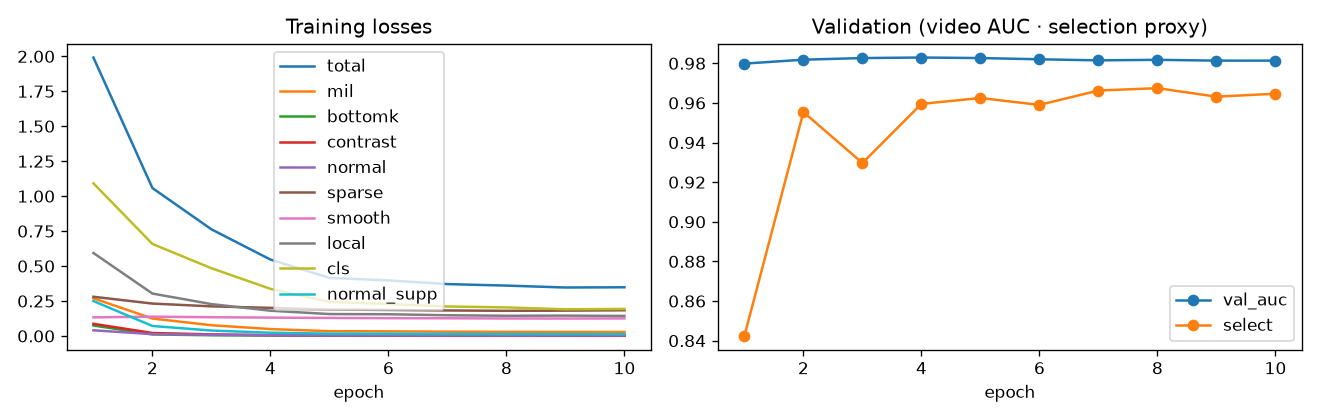 Training losses
2.00
1.75
1.50
1.25
1.00
0.75
0.50
0.25
0.00
total
mil
bottomk
contrast
normal
sparse
smooth
local
cls
normal_supp
2
4
6
8
10
epoch
Validation (video AUC · selection proxy)
0.98
0.96
0.94
0.92
0.90
0.88
0.86
0.84
val_auc
select
2
4
6
8
10
epoch